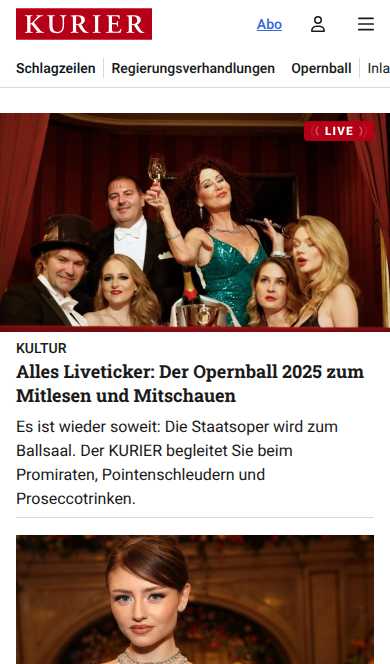 KURIER
Abo
Schlagzeilen
Regierungsverhandlungen
Opernball
Inla
LIVE
KULTUR
Alles Liveticker: Der Opernball 2025 zum
Mitlesen und Mitschauen
Es ist wieder soweit: Die Staatsoper wird zum
Ballsaal. Der KURIER begleitet Sie beim
Promiraten, Pointenschleudern und
Proseccotrinken.